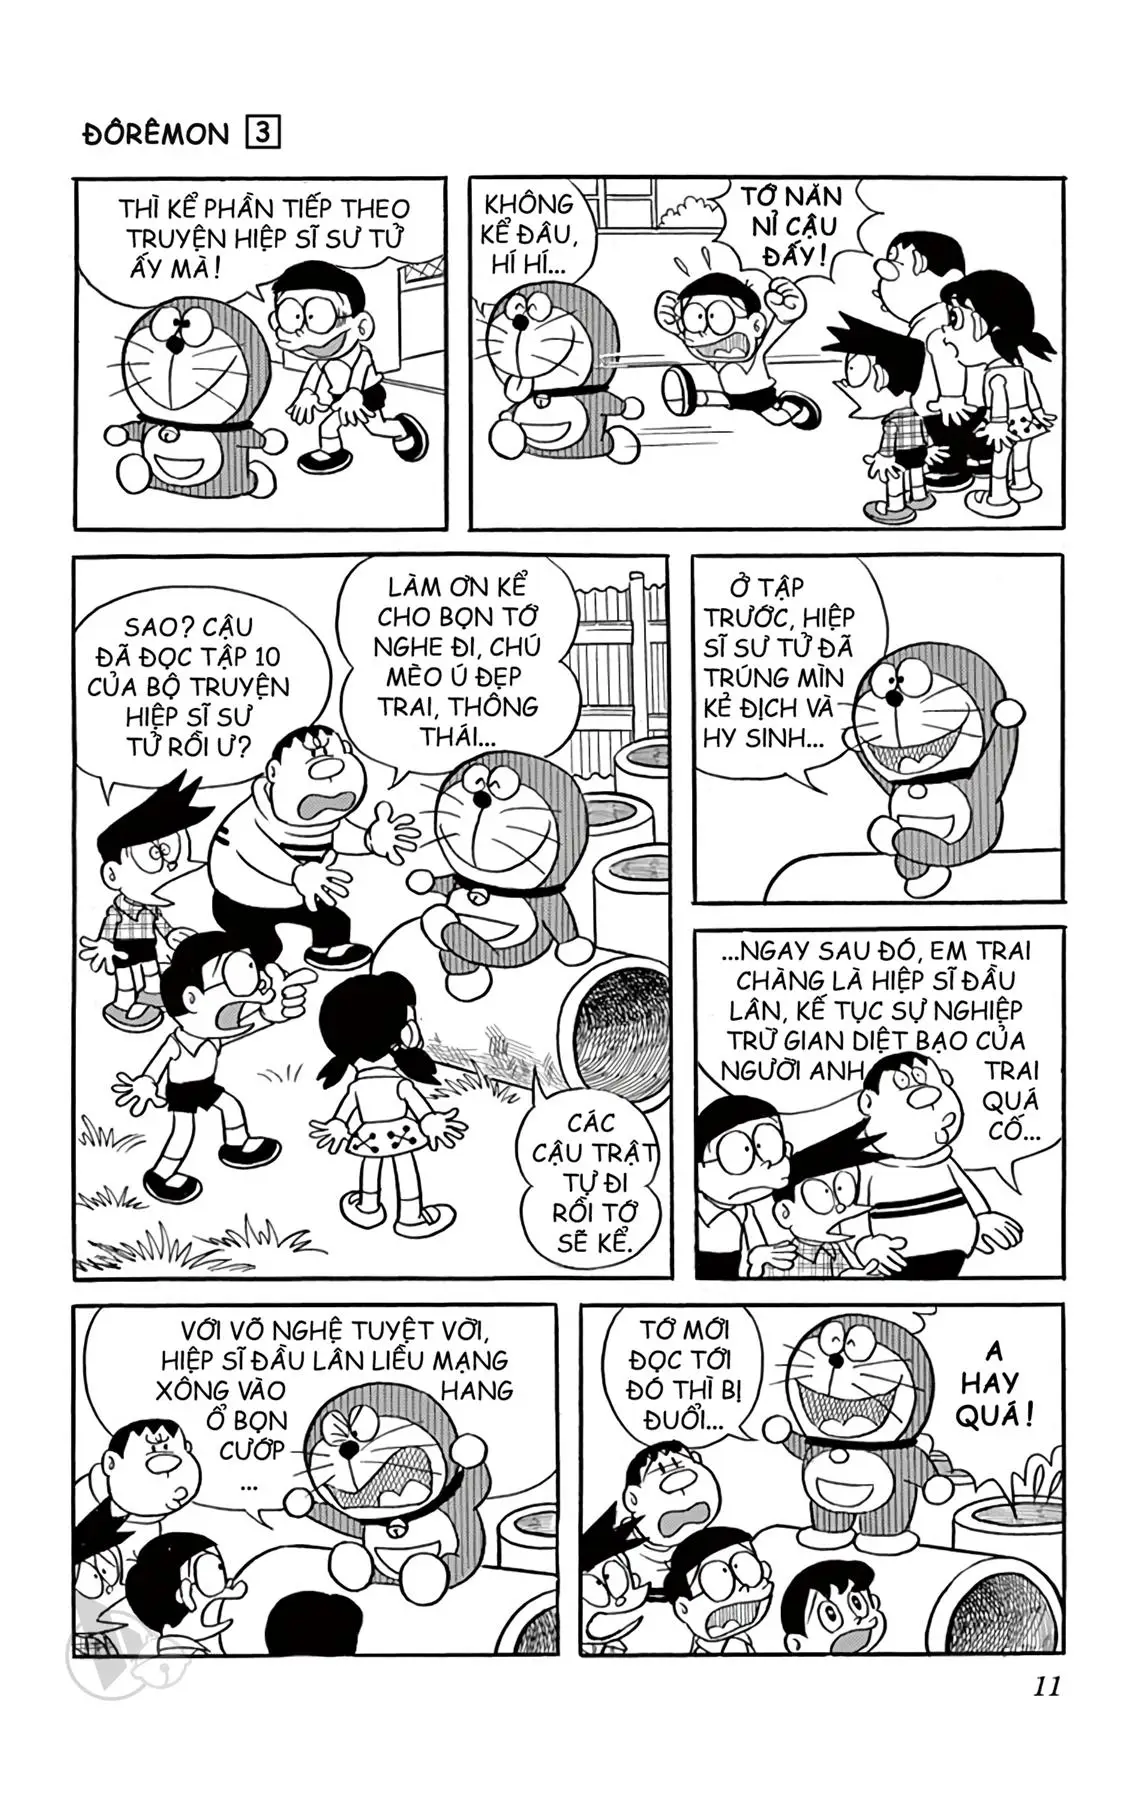 ĐÔRÊMON 3
THÌ KỂ PHẦN TIẾP THEO
TRUYỆN HIỆP SĨ SƯ TỬ
ẤY MÀ!
KHÔNG
KỂ ĐÂU,
HÍ HÍ...
TỚ NĂN
NỈ CẬU
ĐẤY!
SAO? CẬU
ĐÃ ĐỌC TẬP 10
CỦA BỘ TRUYỆN
HIỆP SĨ SƯ
TỬ RỒI Ư?
LÀM ƠN KỂ
CHO BỌN TỚ
NGHE ĐI, CHÚ
MÈO Ú ĐẸP
TRAI, THÔNG
THÁI...
CÁC
CẬU TRẬT
TỰ ĐI
RỒI TỚ
SẼ KỂ.
Ở TẬP
TRƯỚC, HIỆP
SĨ SƯ TỬ ĐÃ
TRÚNG MÌN
KẺ ĐỊCH VÀ
HY SINH...
...NGAY SAU ĐÓ, EM TRAI
CHÀNG LÀ HIỆP SĨ ĐẦU
LÂN, KẾ TỤC SỰ NGHIỆP
TRỪ GIAN DIỆT BẠO CỦA
NGƯỜI ANH TRAI
QUÁ
CỐ...
VỚI VÕ NGHỆ TUYỆT VỜI,
HIỆP SĨ ĐẦU LÂN LIỀU MẠNG
XÔNG VÀO HANG
Ổ BỌN
CƯỚP
...
TỚ MỚI
ĐỌC TỚI
ĐÓ THÌ BỊ
ĐUỔI...
A
HAY
QUÁ!
11